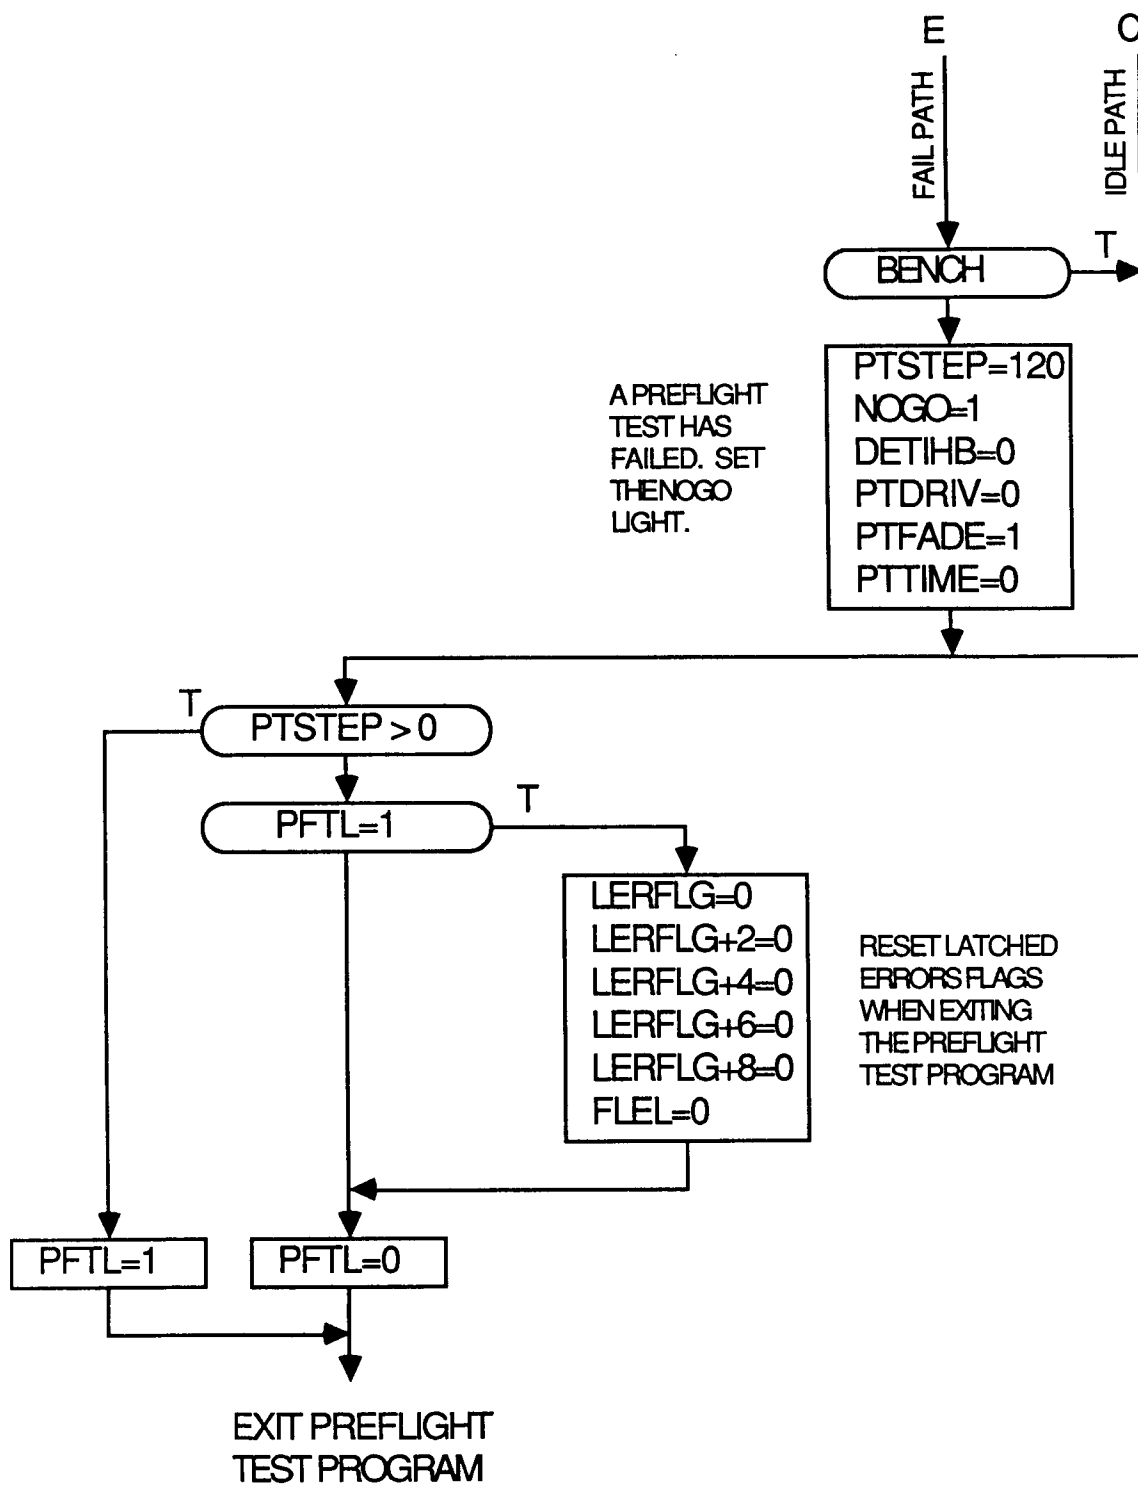 E
FAIL PATH
IDLE PATH
T
BENCH
A PREFLIGHT
TEST HAS
FAILED. SET
THE NOGO
LIGHT.
PTSTEP=120
NOGO=1
DETIHB=0
PTDRIV=0
PTFADE=1
PTTIME=0
T
PTSTEP > 0
PFTL=1
T
LERFLG=0
LERFLG+2=0
LERFLG+4=0
LERFLG+6=0
LERFLG+8=0
FLEL=0
RESET LATCHED
ERRORS FLAGS
WHEN EXITING
THE PREFLIGHT
TEST PROGRAM
PFTL=1
PFTL=0
EXIT PREFLIGHT
TEST PROGRAM